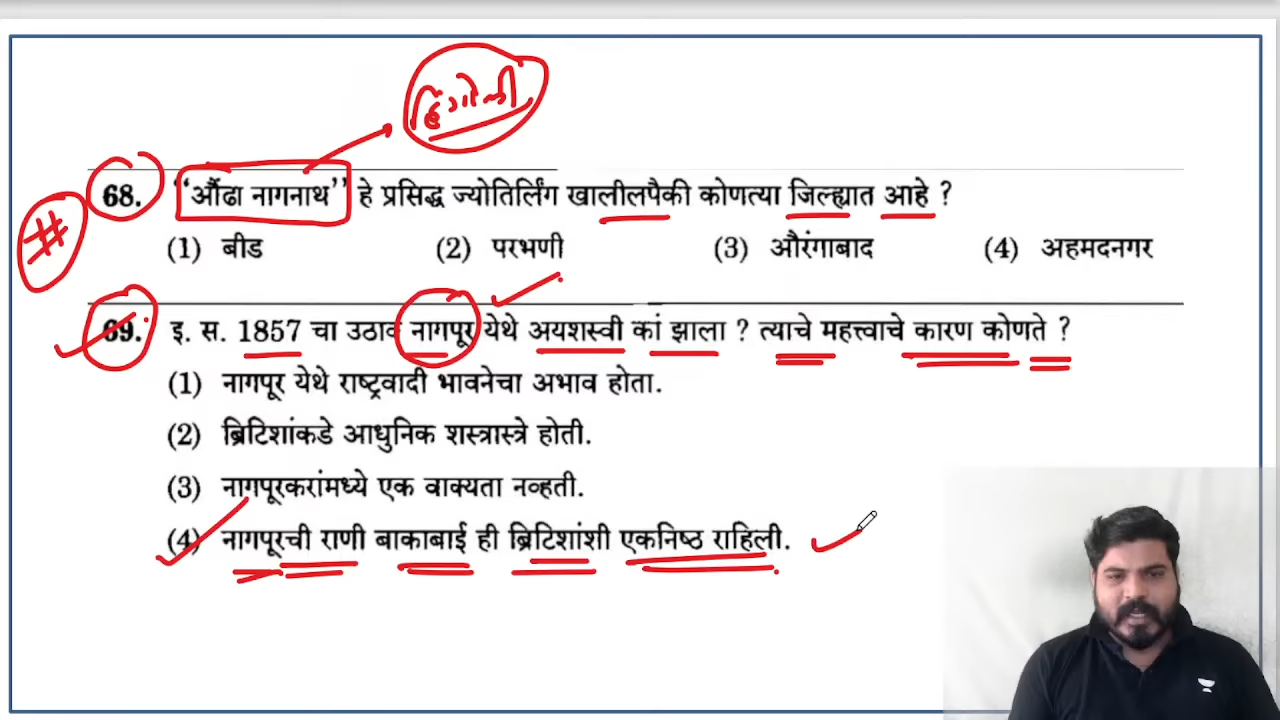 हिंगोली
68. "औंढा नागनाथ" हे प्रसिद्ध ज्योतिर्लिंग खालीलपैकी कोणत्या जिल्ह्यात आहे ?
#
(1) बीड (2) परभणी (3) औरंगाबाद (4) अहमदनगर
69. इ. स. 1857 चा उठाव नागपूर येथे अयशस्वी कां झाला ? त्याचे महत्त्वाचे कारण कोणते ?
(1) नागपूर येथे राष्ट्रवादी भावनेचा अभाव होता.
(2) ब्रिटिशांकडे आधुनिक शस्त्रास्त्रे होती.
(3) नागपूरकरांमध्ये एक वाक्यता नव्हती.
(4) नागपूरची राणी बाकाबाई ही ब्रिटिशांशी एकनिष्ठ राहिली.